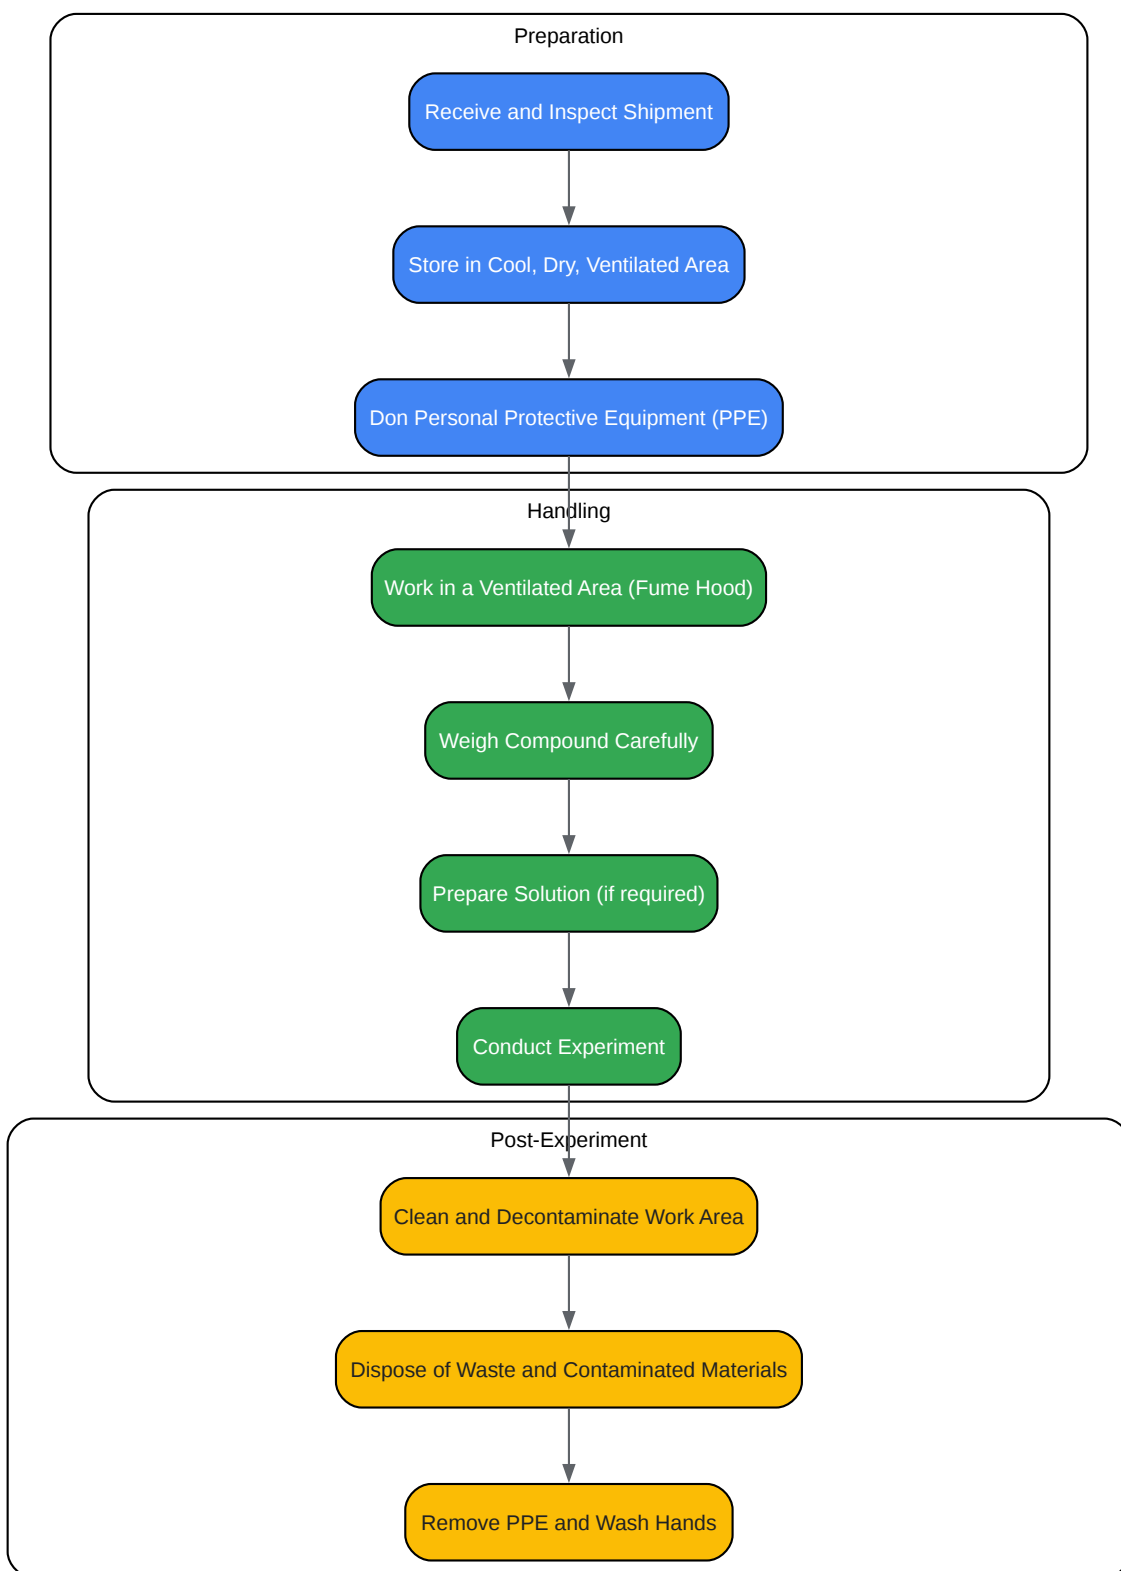 Preparation
Receive and Inspect Shipment
Store in Cool, Dry, Ventilated Area
Don Personal Protective Equipment (PPE)
Handling
Work in a Ventilated Area (Fume Hood)
Weigh Compound Carefully
Prepare Solution (if required)
Conduct Experiment
Post-Experiment
Clean and Decontaminate Work Area
Dispose of Waste and Contaminated Materials
Remove PPE and Wash Hands